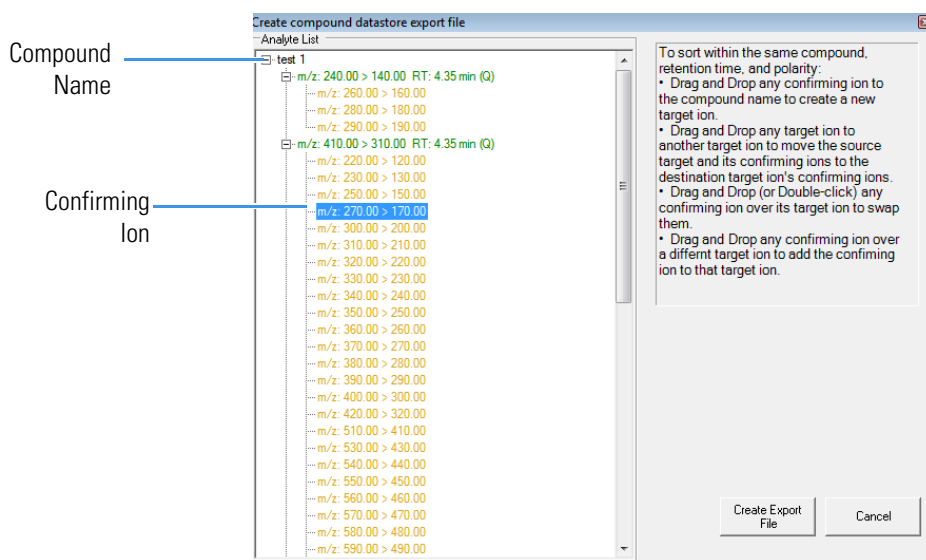 Create compound datastore export file
Analyte List
Compound
Name
test 1
m/z: 240.00 > 140.00 RT: 4.35 min (Q)
m/z: 260.00 > 160.00
m/z: 280.00 > 180.00
m/z: 290.00 > 190.00
m/z: 410.00 > 310.00 RT: 4.35 min (Q)
m/z: 220.00 > 120.00
m/z: 230.00 > 130.00
m/z: 250.00 > 150.00
Confirming
Ion
m/z: 270.00 > 170.00
m/z: 300.00 > 200.00
m/z: 310.00 > 210.00
m/z: 320.00 > 220.00
m/z: 330.00 > 230.00
m/z: 340.00 > 240.00
m/z: 350.00 > 250.00
m/z: 360.00 > 260.00
m/z: 370.00 > 270.00
m/z: 380.00 > 280.00
m/z: 390.00 > 290.00
m/z: 400.00 > 300.00
m/z: 420.00 > 320.00
m/z: 510.00 > 410.00
m/z: 530.00 > 430.00
m/z: 540.00 > 440.00
m/z: 550.00 > 450.00
m/z: 560.00 > 460.00
m/z: 570.00 > 470.00
m/z: 580.00 > 480.00
m/z: 590.00 > 490.00
To sort within the same compound,
retention time, and polarity:
• Drag and Drop any confirming ion to
the compound name to create a new
target ion.
• Drag and Drop any target ion to
another target ion to move the source
target and its confirming ions to the
destination target ion's confirming ions.
• Drag and Drop (or Double-click) any
confirming ion over its target ion to swap
them.
• Drag and Drop any confirming ion over
a differnt target ion to add the confiming
ion to that target ion.
Create Export
File
Cancel